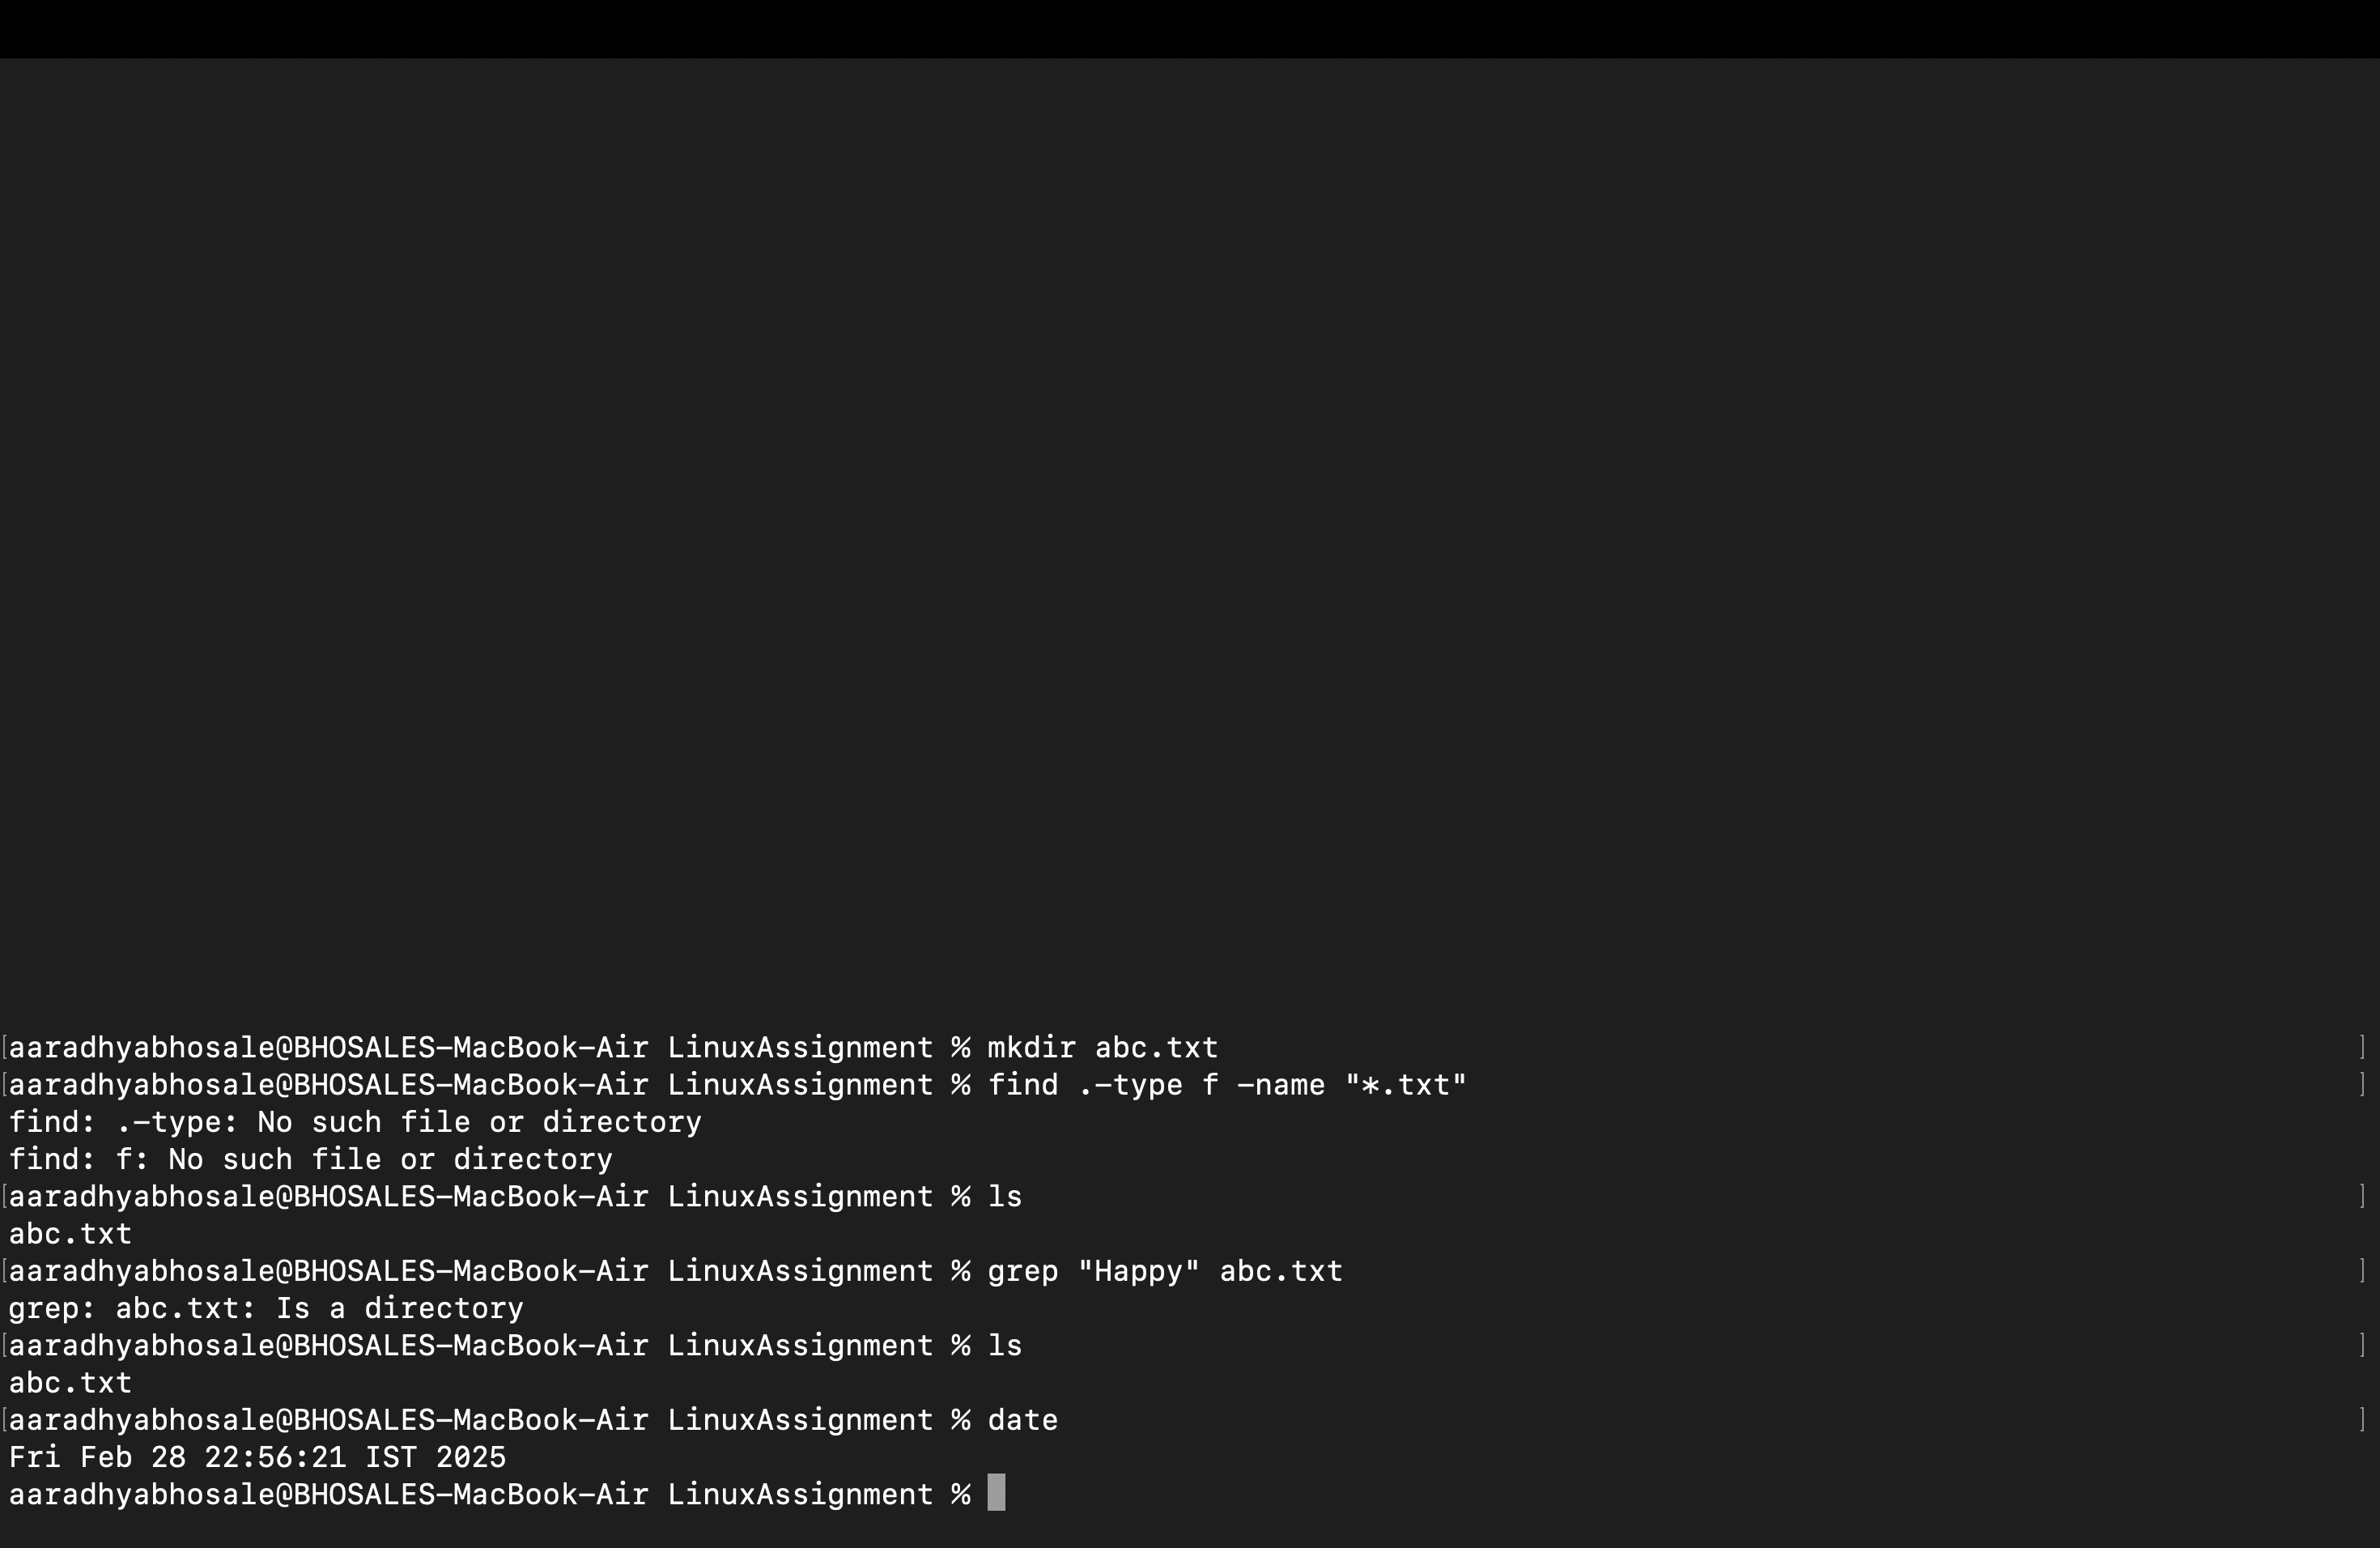 [aaradhyabhosale@BHOSALES-MacBook-Air LinuxAssignment % mkdir abc.txt ]
[aaradhyabhosale@BHOSALES-MacBook-Air LinuxAssignment % find .-type f -name "*.txt" ]
find: .-type: No such file or directory
find: f: No such file or directory
[aaradhyabhosale@BHOSALES-MacBook-Air LinuxAssignment % ls ]
abc.txt
[aaradhyabhosale@BHOSALES-MacBook-Air LinuxAssignment % grep "Happy" abc.txt ]
grep: abc.txt: Is a directory
[aaradhyabhosale@BHOSALES-MacBook-Air LinuxAssignment % ls ]
abc.txt
[aaradhyabhosale@BHOSALES-MacBook-Air LinuxAssignment % date ]
Fri Feb 28 22:56:21 IST 2025
aaradhyabhosale@BHOSALES-MacBook-Air LinuxAssignment %